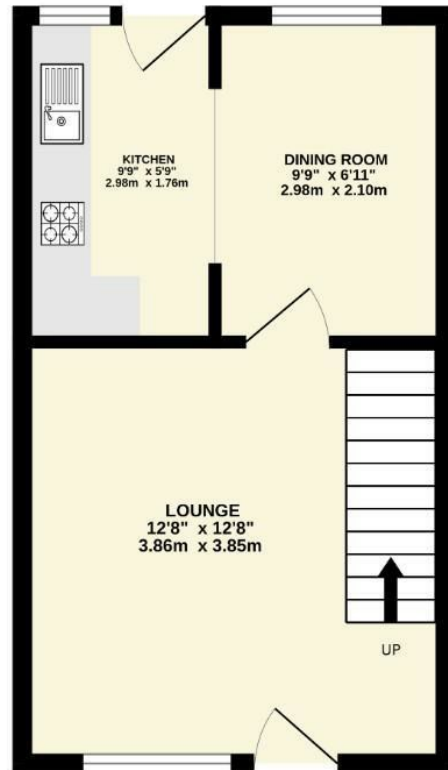 KITCHEN
9'9" x 5'9"
2.98m x 1.76m
DINING ROOM
9'9" x 6'11"
2.98m x 2.10m
LOUNGE
12'8" x 12'8"
3.86m x 3.85m
UP